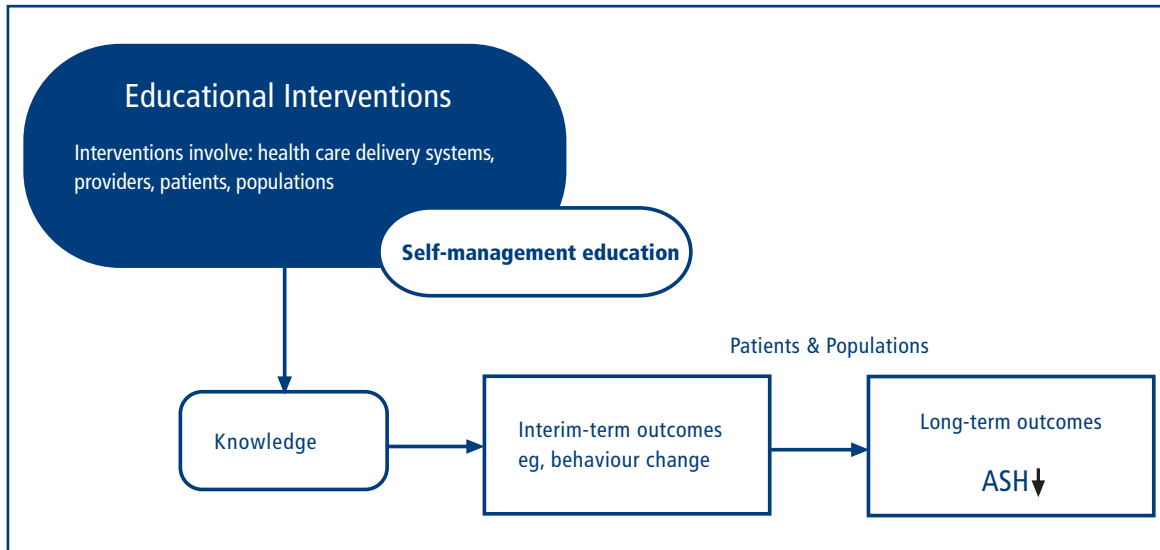 Educational Interventions
Interventions involve: health care delivery systems,
providers, patients, populations
Self-management education
Patients & Populations
Knowledge
Interim-term outcomes
eg, behaviour change
Long-term outcomes
ASH